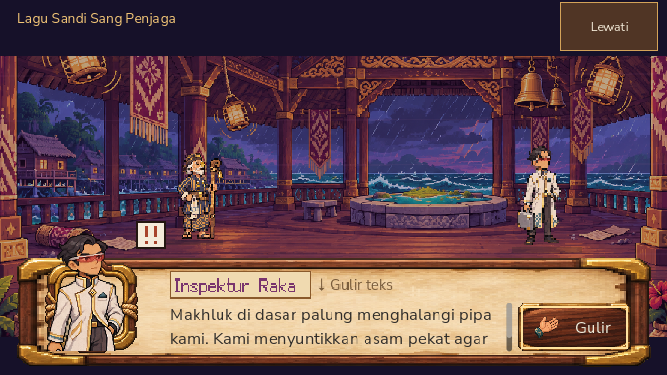 Lagu Sandi Sang Penjaga
Lewati
!!
Inspektur Raka
↓ Gulir teks
Makhluk di dasar palung menghalangi pipa
kami. Kami menyuntikkan asam pekat agar
Gulir